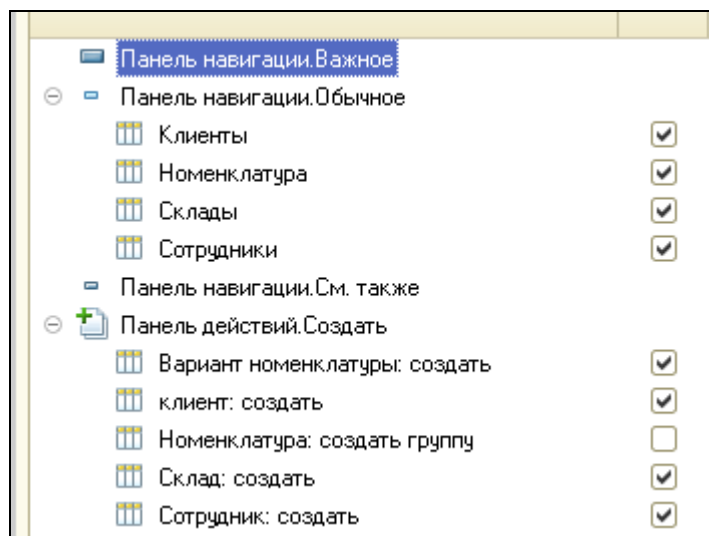 Панель навигации.Важное
Панель навигации.Обычное
Клиенты
Номенклатура
Склады
Сотрудники
Панель навигации.См. также
Панель действий.Создать
Вариант номенклатуры: создать
клиент: создать
Номенклатура: создать группу
Склад: создать
Сотрудник: создать